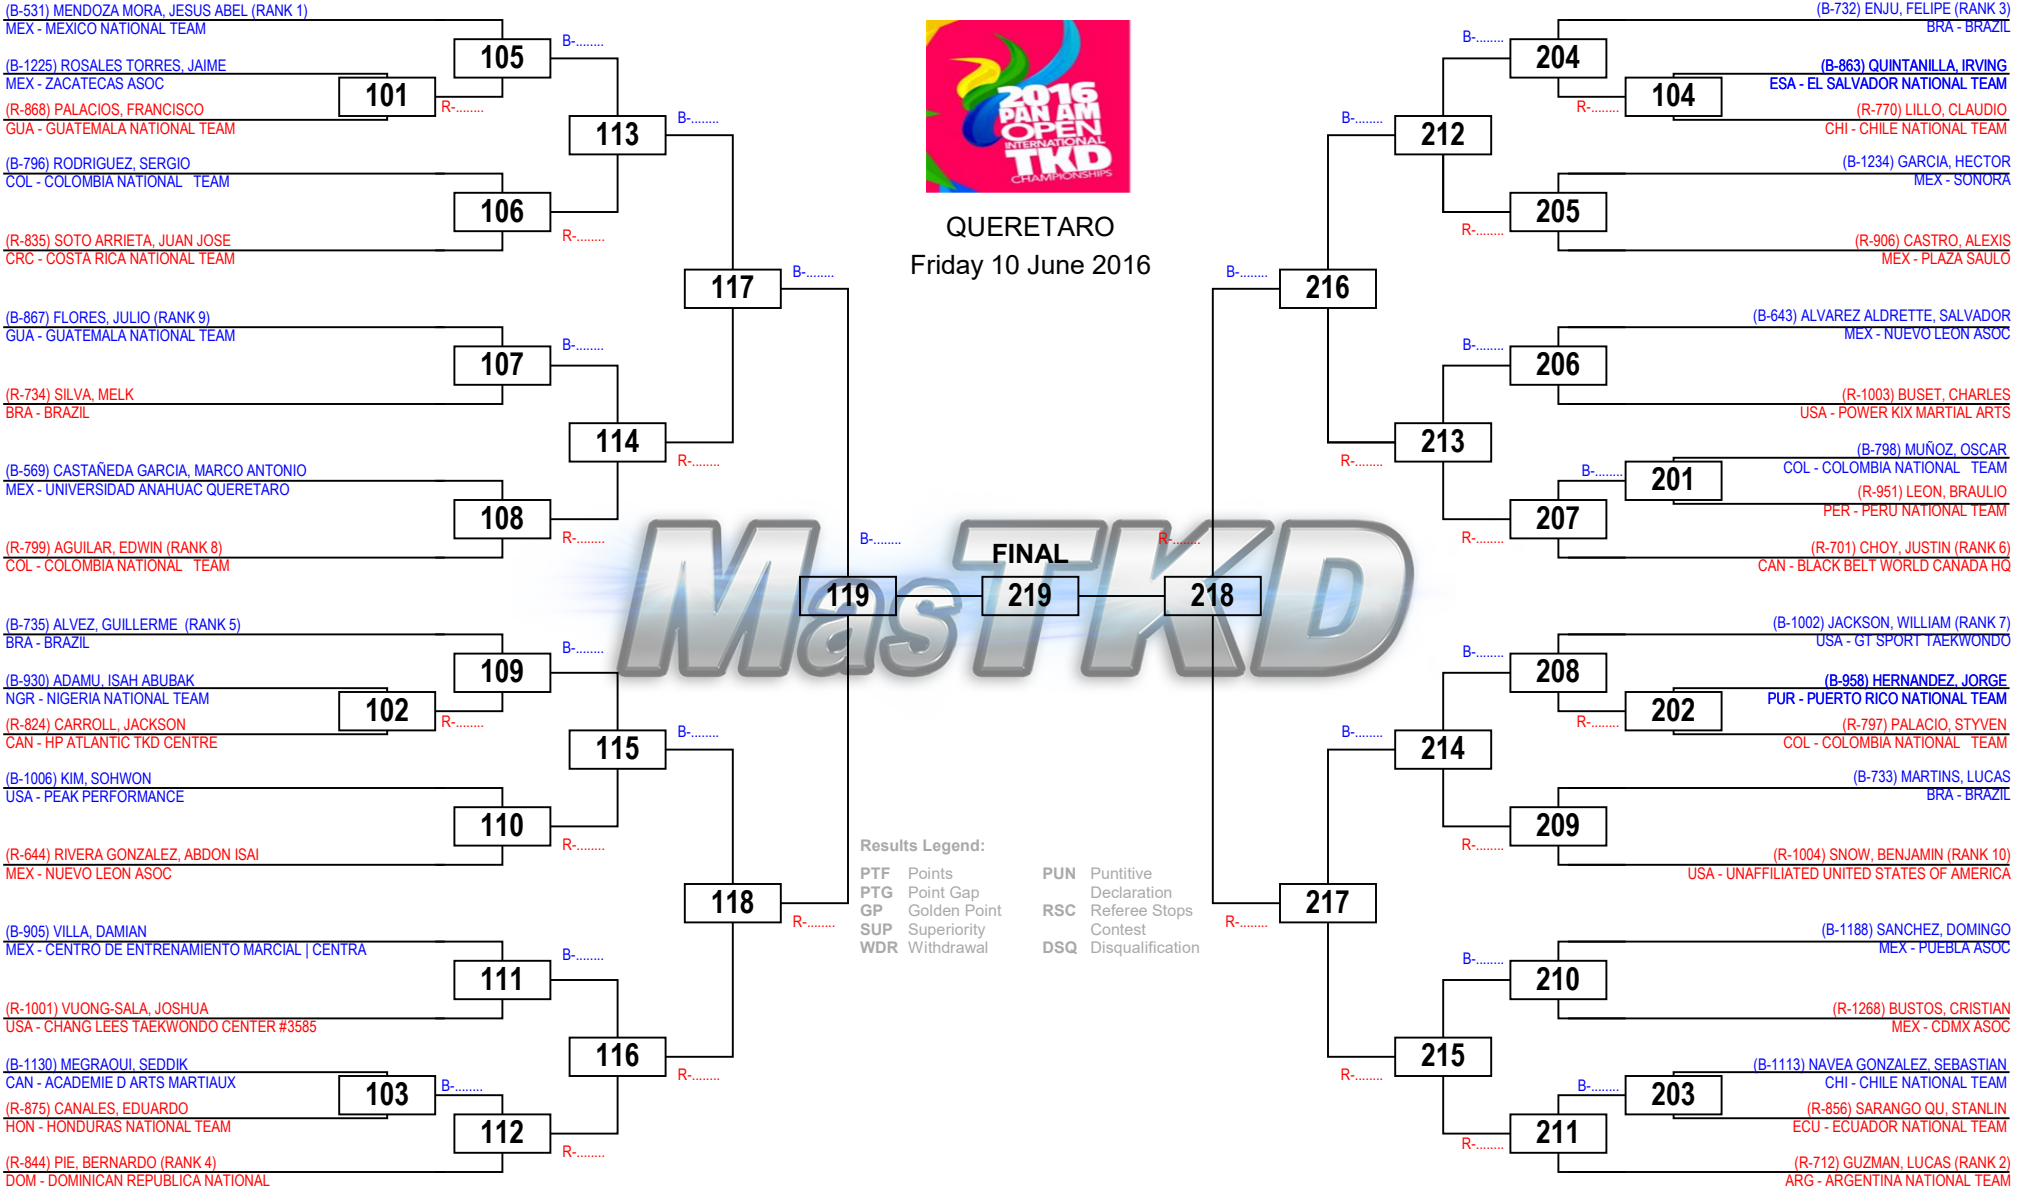 (B-531) MENDOZA MORA, JESUS ABEL (RANK 1)
MEX - MEXICO NATIONAL TEAM
(B-1225) ROSALES TORRES, JAIME
MEX - ZACATECAS ASOC
(R-868) PALACIOS, FRANCISCO
GUA - GUATEMALA NATIONAL TEAM
(B-796) RODRIGUEZ, SERGIO
COL - COLOMBIA NATIONAL TEAM
(R-835) SOTO ARRIETA, JUAN JOSE
CRC - COSTA RICA NATIONAL TEAM
(B-867) FLORES, JULIO (RANK 9)
GUA - GUATEMALA NATIONAL TEAM
(R-734) SILVA, MELK
BRA - BRAZIL
(B-569) CASTAÑEDA GARCIA, MARCO ANTONIO
MEX - UNIVERSIDAD ANAHUAC QUERETARO
(R-799) AGUILAR, EDWIN (RANK 8)
COL - COLOMBIA NATIONAL TEAM
(B-735) ALVEZ, GUILLERME (RANK 5)
BRA - BRAZIL
(B-930) ADAMU, ISAH ABUBAK
NGR - NIGERIA NATIONAL TEAM
(R-824) CARROLL, JACKSON
CAN - HP ATLANTIC TKD CENTRE
(B-1006) KIM, SOHWON
USA - PEAK PERFORMANCE
(R-644) RIVERA GONZALEZ, ABDON ISAI
MEX - NUEVO LEON ASOC
(B-905) VILLA, DAMIAN
MEX - CENTRO DE ENTRENAMIENTO MARCIAL | CENTRA
(R-1001) VUONG-SALA, JOSHUA
USA - CHANG LEES TAEKWONDO CENTER #3585
(B-1130) MEGRAOUI, SEDDIK
CAN - ACADEMIE D ARTS MARTIAUX
(R-875) CANALES, EDUARDO
HON - HONDURAS NATIONAL TEAM
(R-844) PIE, BERNARDO (RANK 4)
DOM - DOMINICAN REPUBLICA NATIONAL
101
R-........
102
R-........
103
B-........
105
B-........
106
R-........
107
B-........
108
R-........
109
B-........
110
R-........
111
B-........
112
R-........
113
B-........
114
R-........
115
B-........
116
R-........
117
B-........
118
R-........
2016
PAN AM
OPEN
INTERNATIONAL
TKD
CHAMPIONSHIPS
QUERETARO
Friday 10 June 2016
MasTKD
B-........
R-........
FINAL
119
219
218
Results Legend:
PTF Points
PTG Point Gap
GP Golden Point
SUP Superiority
WDR Withdrawal
PUN Puntitive
Declaration
RSC Referee Stops
Contest
DSQ Disqualification
B-........
216
R-........
217
B-........
212
R-........
213
B-........
214
R-........
215
B-........
204
R-........
205
B-........
206
R-........
207
B-........
208
R-........
209
B-........
210
R-........
211
R-........
104
B-........
201
R-........
202
B-........
203
(B-732) ENJU, FELIPE (RANK 3)
BRA - BRAZIL
(B-863) QUINTANILLA, IRVING
ESA - EL SALVADOR NATIONAL TEAM
(R-770) LILLO, CLAUDIO
CHI - CHILE NATIONAL TEAM
(B-1234) GARCIA, HECTOR
MEX - SONORA
(R-906) CASTRO, ALEXIS
MEX - PLAZA SAULO
(B-643) ALVAREZ ALDRETTE, SALVADOR
MEX - NUEVO LEON ASOC
(R-1003) BUSET, CHARLES
USA - POWER KIX MARTIAL ARTS
(B-798) MUÑOZ, OSCAR
COL - COLOMBIA NATIONAL TEAM
(R-951) LEON, BRAULIO
PER - PERU NATIONAL TEAM
(R-701) CHOY, JUSTIN (RANK 6)
CAN - BLACK BELT WORLD CANADA HQ
(B-1002) JACKSON, WILLIAM (RANK 7)
USA - GT SPORT TAEKWONDO
(B-958) HERNANDEZ, JORGE
PUR - PUERTO RICO NATIONAL TEAM
(R-797) PALACIO, STYVEN
COL - COLOMBIA NATIONAL TEAM
(B-733) MARTINS, LUCAS
BRA - BRAZIL
(R-1004) SNOW, BENJAMIN (RANK 10)
USA - UNAFFILIATED UNITED STATES OF AMERICA
(B-1188) SANCHEZ, DOMINGO
MEX - PUEBLA ASOC
(R-1268) BUSTOS, CRISTIAN
MEX - CDMX ASOC
(B-1113) NAVEA GONZALEZ, SEBASTIAN
CHI - CHILE NATIONAL TEAM
(R-856) SARANGO QU, STANLIN
ECU - ECUADOR NATIONAL TEAM
(R-712) GUZMAN, LUCAS (RANK 2)
ARG - ARGENTINA NATIONAL TEAM